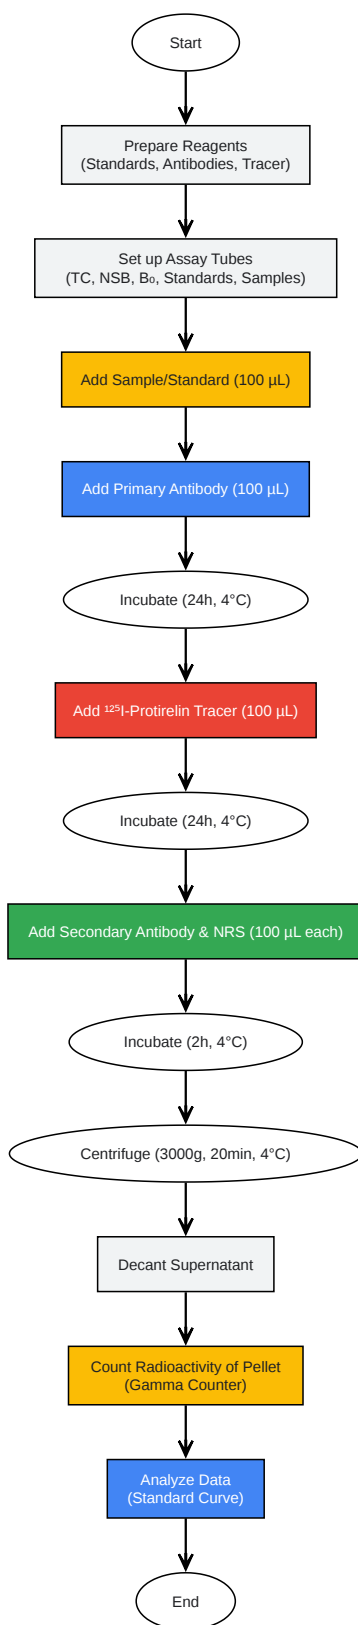 Start
Prepare Reagents
(Standards, Antibodies, Tracer)
Set up Assay Tubes
(TC, NSB, B₀, Standards, Samples)
Add Sample/Standard (100 µL)
Add Primary Antibody (100 µL)
Incubate (24h, 4°C)
Add ¹²⁵I-Protirelin Tracer (100 µL)
Incubate (24h, 4°C)
Add Secondary Antibody & NRS (100 µL each)
Incubate (2h, 4°C)
Centrifuge (3000g, 20min, 4°C)
Decant Supernatant
Count Radioactivity of Pellet
(Gamma Counter)
Analyze Data
(Standard Curve)
End